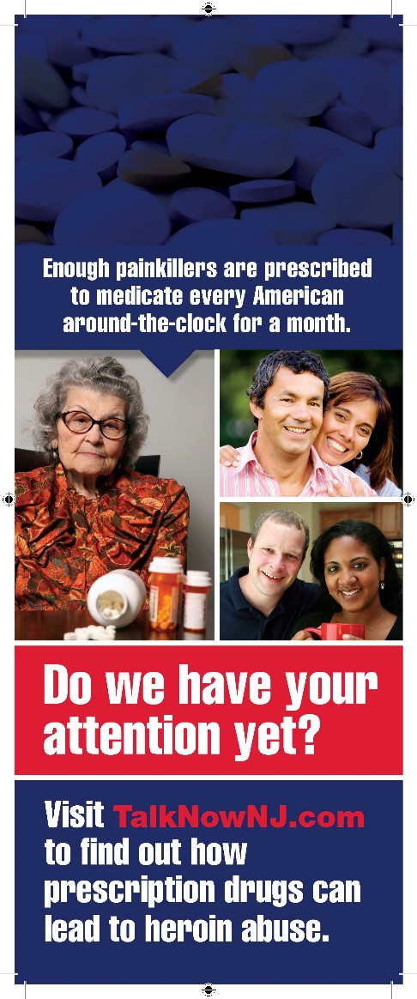 Enough painkillers are prescribed
to medicate every American
around-the-clock for a month.
Do we have your
attention yet?
Visit TalkNowNJ.com
to find out how
prescription drugs can
lead to heroin abuse.